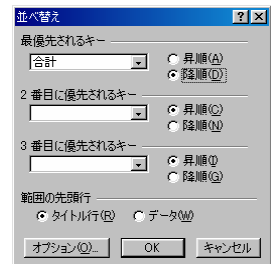 並べ替え
最優先されるキー
合計
昇順(A)
降順(D)
2 番目に優先されるキー
昇順(C)
降順(N)
3 番目に優先されるキー
昇順(I)
降順(G)
範囲の先頭行
タイトル行(R) データ(W)
オプション(O)... OK キャンセル